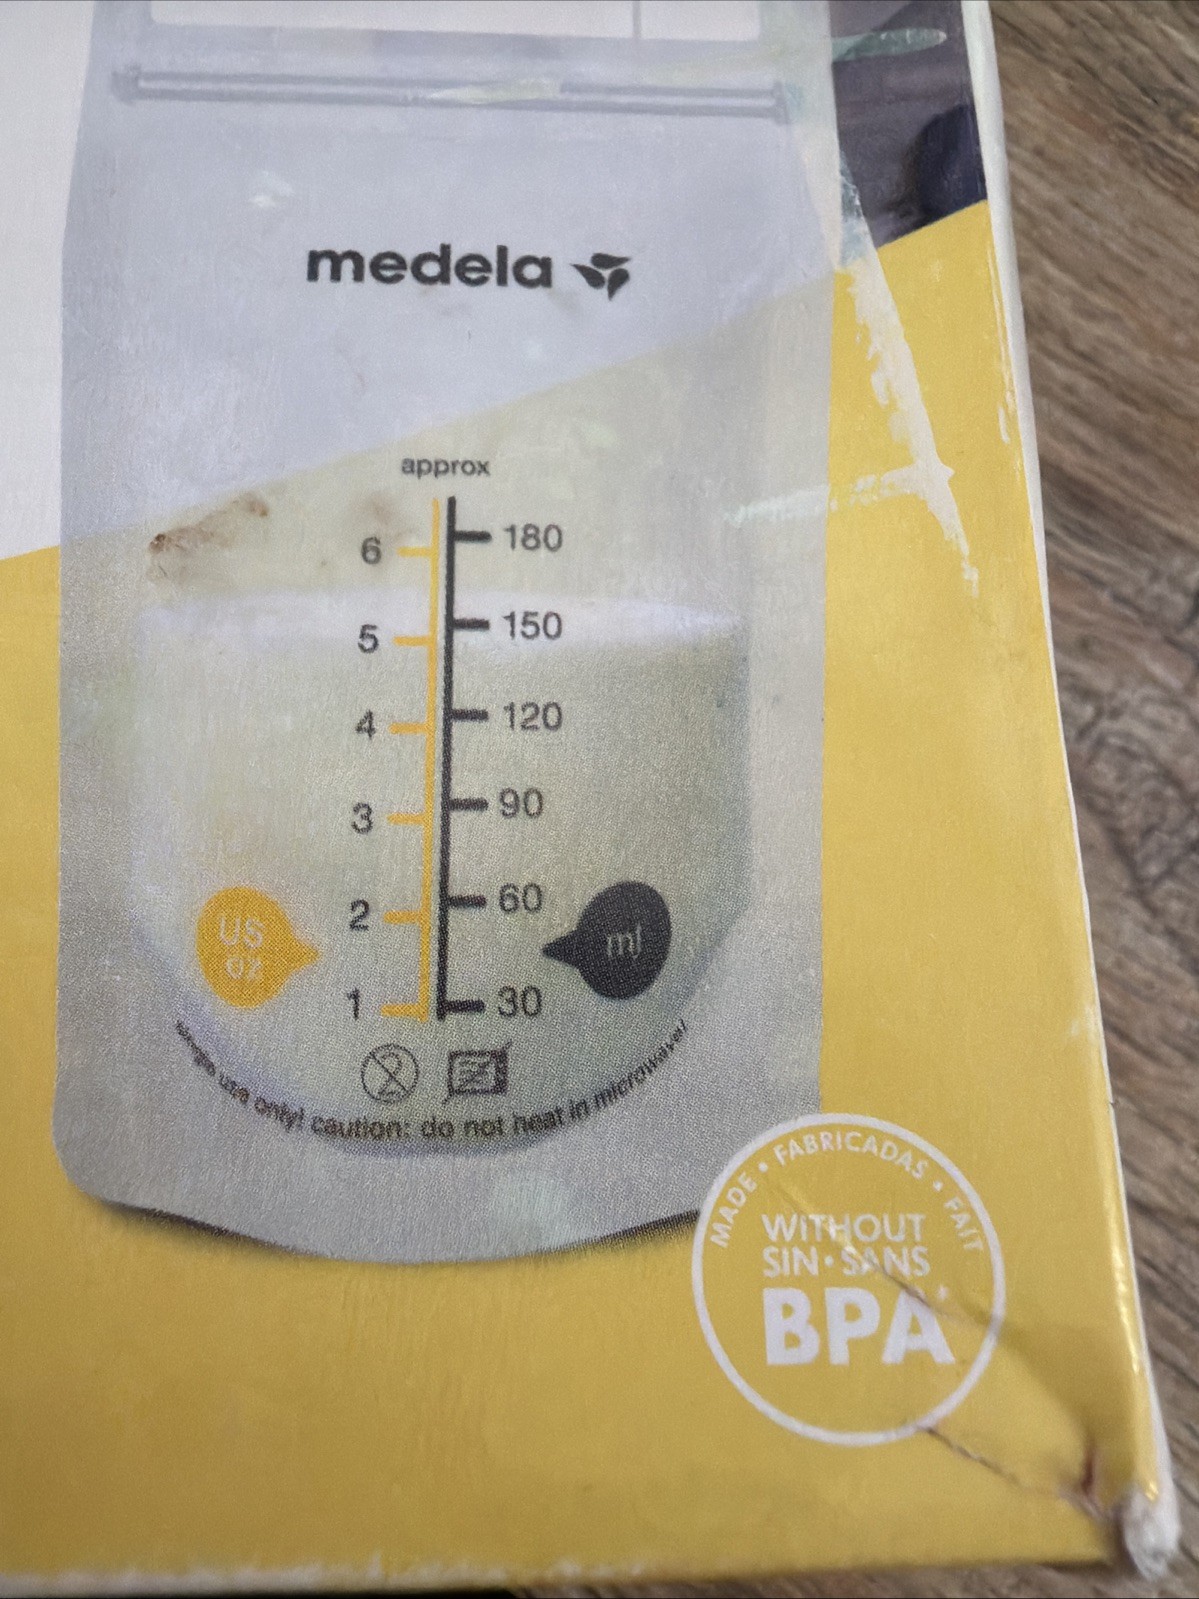 medela
approx
6 180
5 150
4 120
3 90
2 60
1 30
US
oz
ml
2
single use only! caution: do not heat in microwave!
MADE • FABRICADAS • FAIT
WITHOUT
SIN • SANS
BPA+